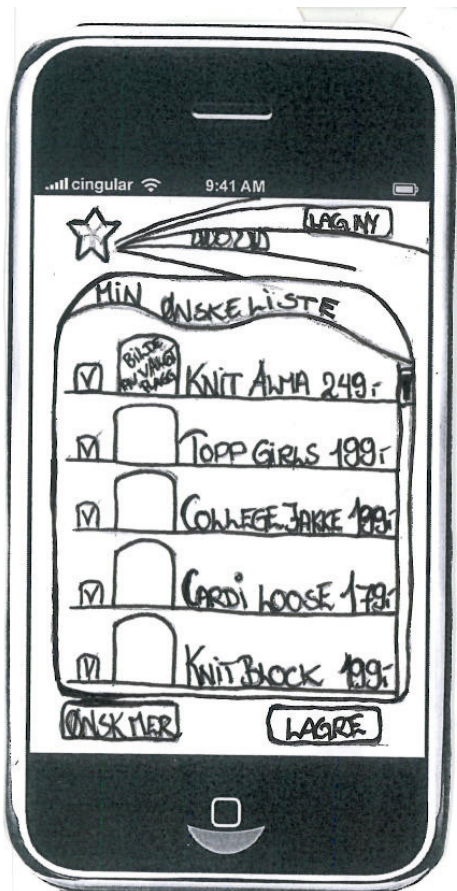 cingular 9:41 AM
LAG NY
MIN ØNSKELISTE
BILDE
AV VALGT
PLAGG
KNIT ALMA 249:-
TOPP GIRLS 199:-
COLLEGE JAKKE 199:-
CARDI LOOSE 179:-
KNIT BLOCK 199:-
ØNSK MER
LAGRE